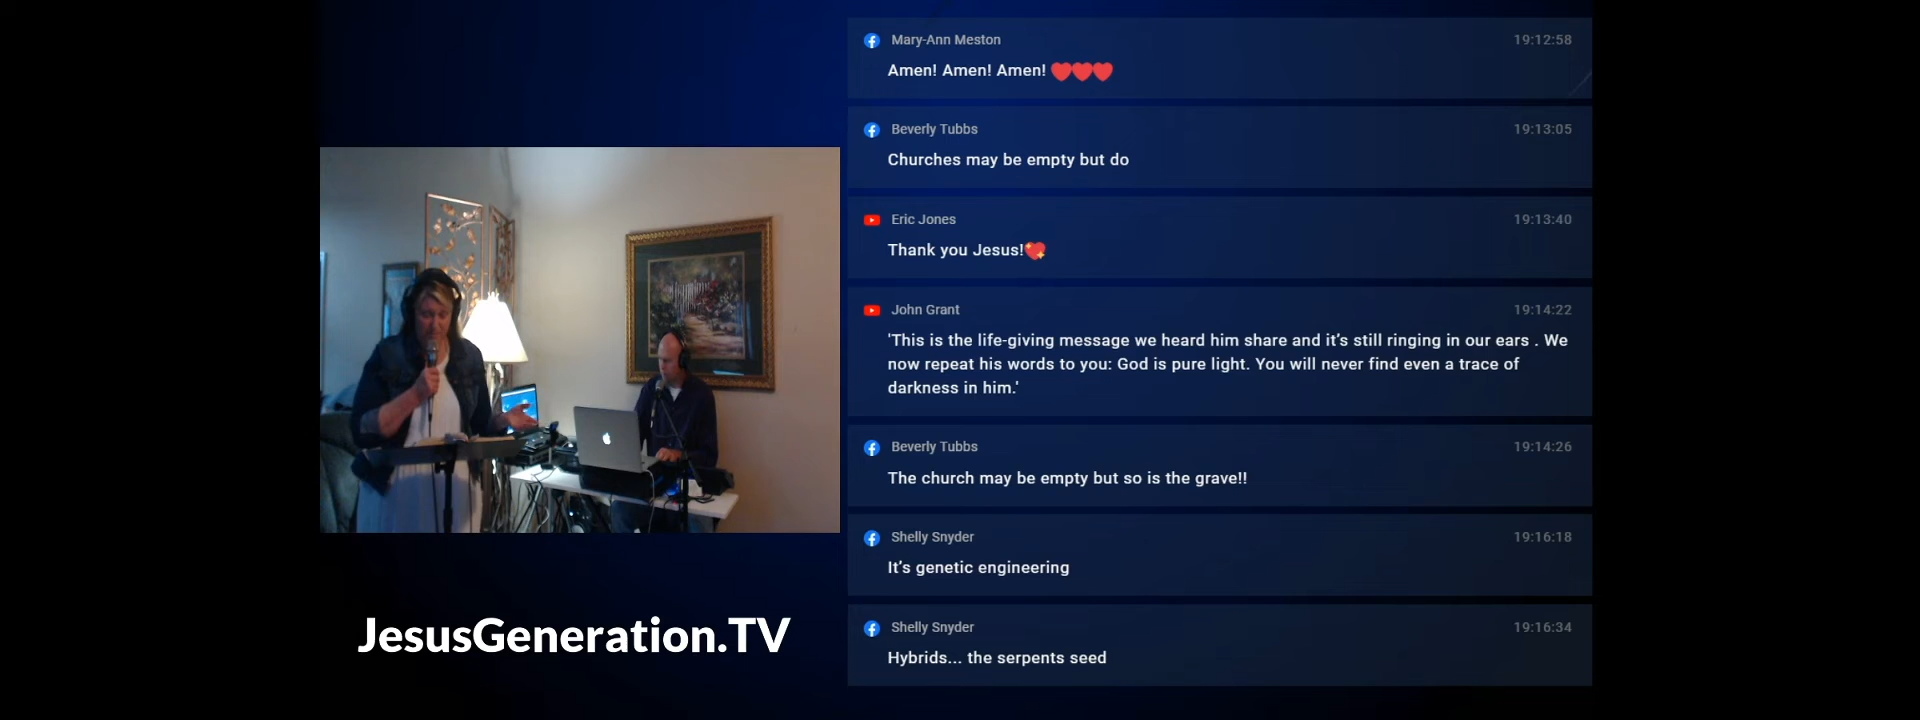 Mary-Ann Meston 19:12:58
Amen! Amen! Amen! ❤️❤️❤️
Beverly Tubbs 19:13:05
Churches may be empty but do
Eric Jones 19:13:40
Thank you Jesus!💖
John Grant 19:14:22
'This is the life-giving message we heard him share and it's still ringing in our ears . We
now repeat his words to you: God is pure light. You will never find even a trace of
darkness in him.'
Beverly Tubbs 19:14:26
The church may be empty but so is the grave!!
Shelly Snyder 19:16:18
It's genetic engineering
Shelly Snyder 19:16:34
Hybrids... the serpents seed
JesusGeneration.TV